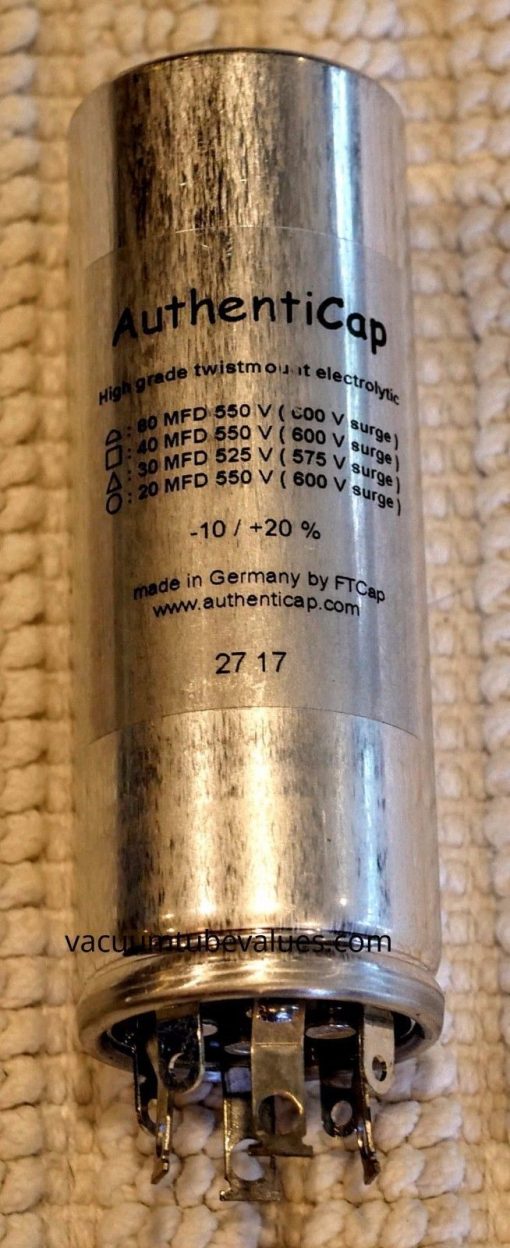 AuthentiCap
High grade twistmount electrolytic
⌓ : 80 MFD 550 V ( 600 V surge )
□ : 40 MFD 550 V ( 600 V surge )
△ : 30 MFD 525 V ( 575 V surge )
○ : 20 MFD 550 V ( 600 V surge )
-10 / +20 %
made in Germany by FTCap
www.authenticap.com
27 17
vacuumtubevalues.com